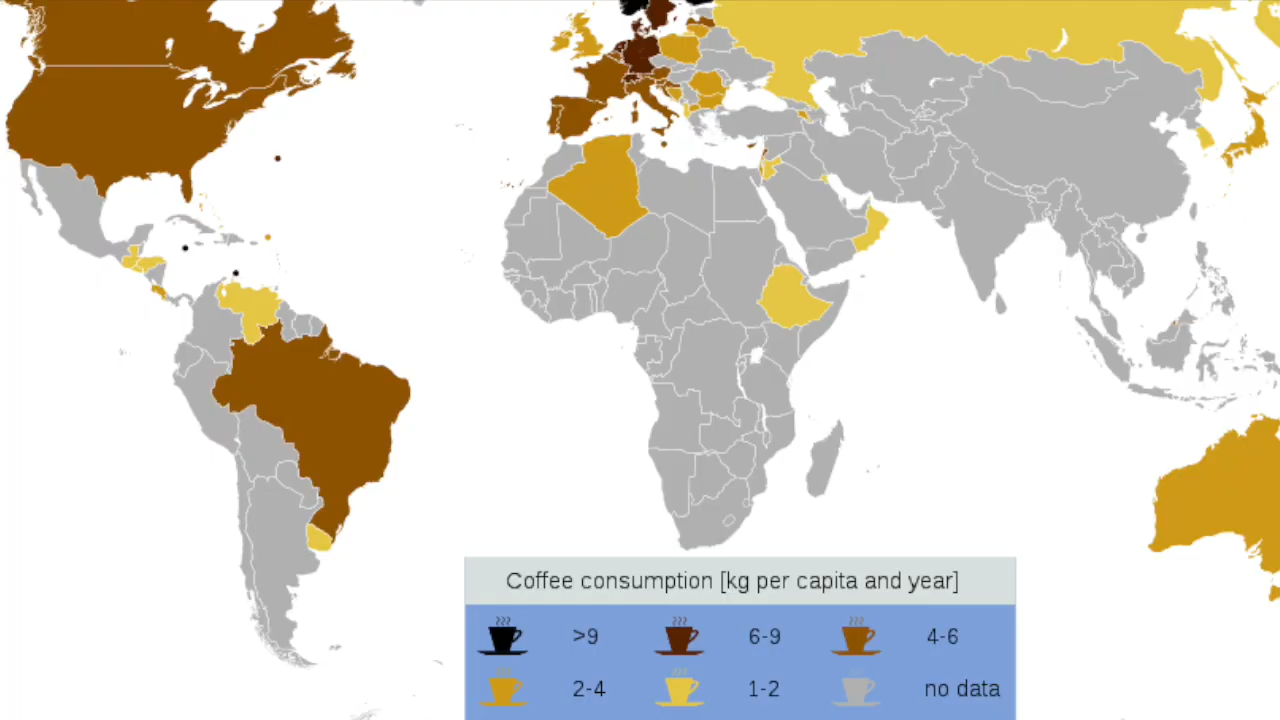 Coffee consumption [kg per capita and year]
>9 6-9 4-6
2-4 1-2 no data